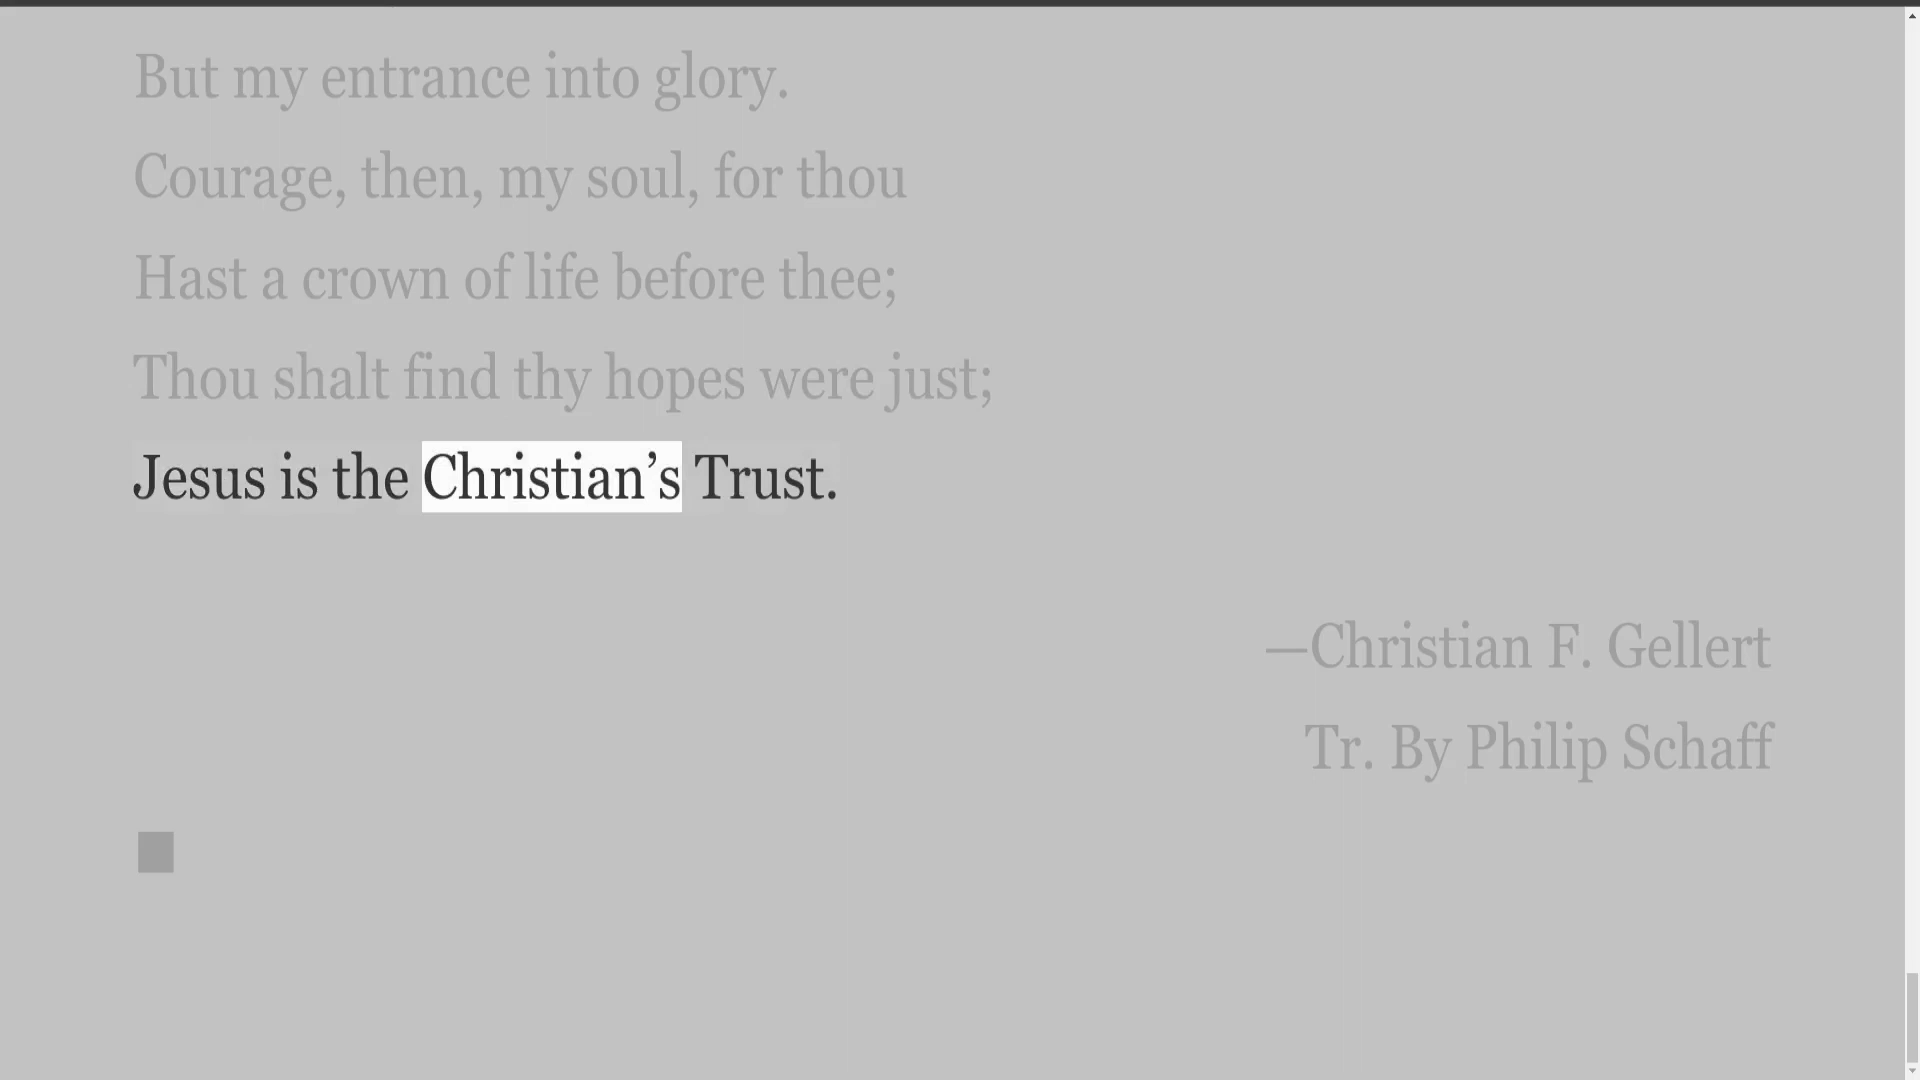 But my entrance into glory.
Courage, then, my soul, for thou
Hast a crown of life before thee;
Thou shalt find thy hopes were just;
Jesus is the Christian’s Trust.
—Christian F. Gellert
Tr. By Philip Schaff